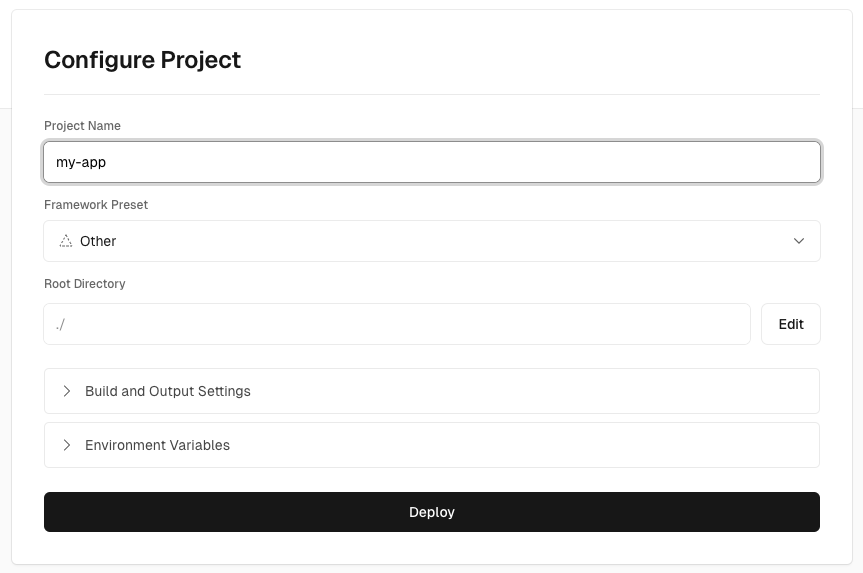 Configure Project
Project Name
my-app
Framework Preset
Other
Root Directory
./
Edit
Build and Output Settings
Environment Variables
Deploy